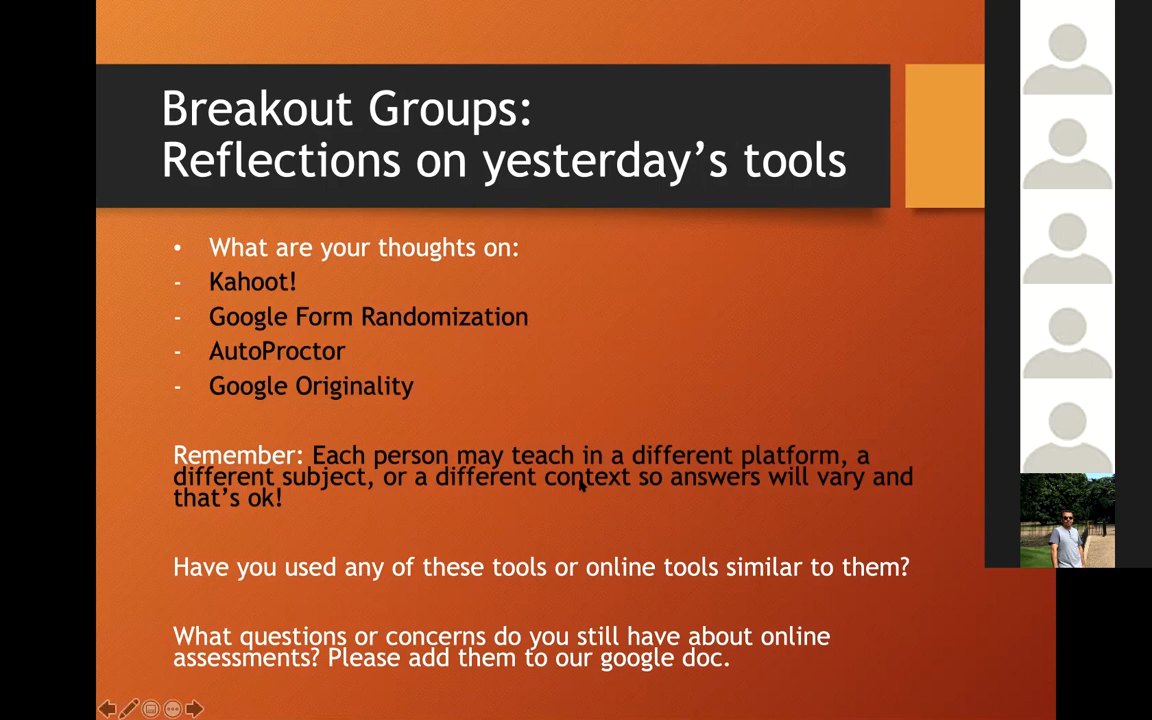 Breakout Groups:
Reflections on yesterday's tools
• What are your thoughts on:
- Kahoot!
- Google Form Randomization
- AutoProctor
- Google Originality
Remember: Each person may teach in a different platform, a
different subject, or a different context so answers will vary and
that's ok!
Have you used any of these tools or online tools similar to them?
What questions or concerns do you still have about online
assessments? Please add them to our google doc.